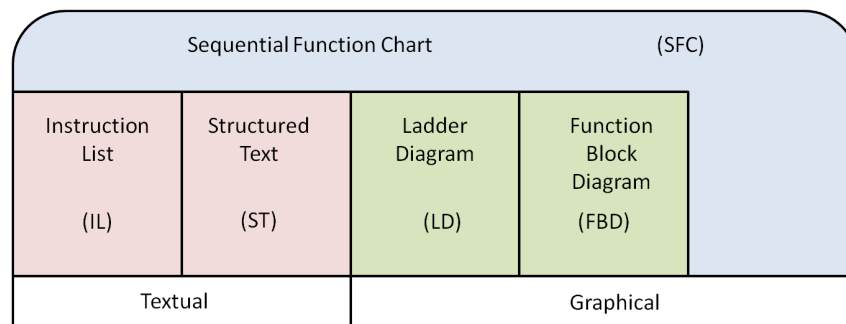 Sequential Function Chart (SFC)
Instruction
List
(IL)
Structured
Text
(ST)
Ladder
Diagram
(LD)
Function
Block
Diagram
(FBD)
Textual
Graphical